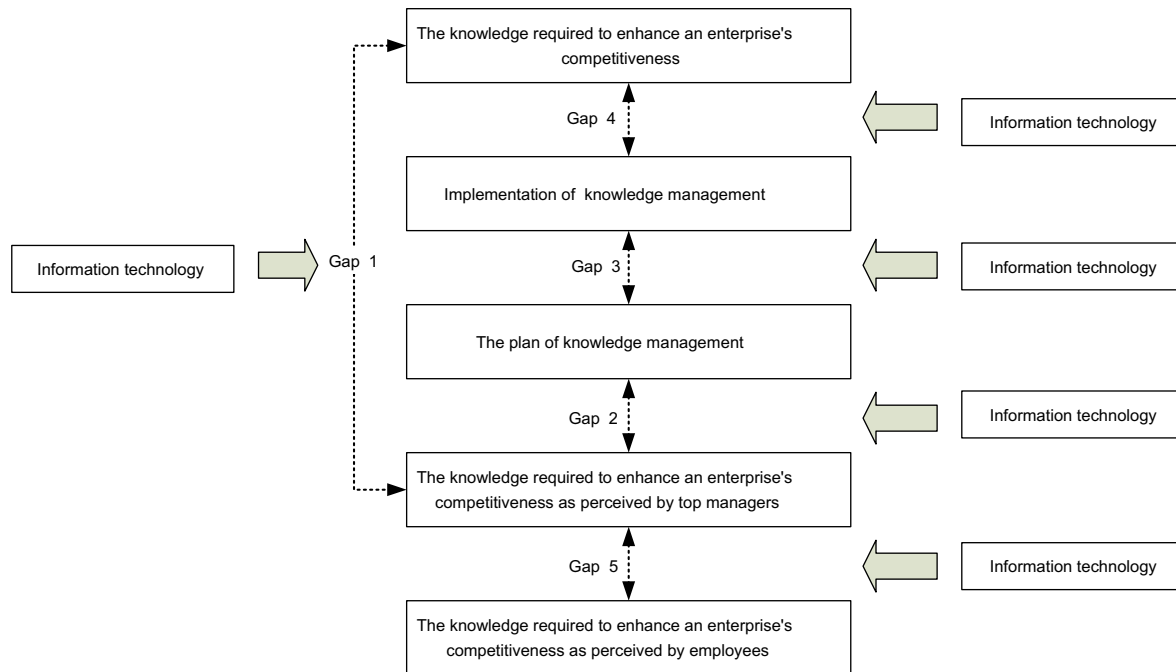 The knowledge required to enhance an enterprise's
competitiveness
Gap 4
Information technology
Implementation of knowledge management
Information technology
Gap 1
Gap 3
Information technology
The plan of knowledge management
Gap 2
Information technology
The knowledge required to enhance an enterprise's
competitiveness as perceived by top managers
Gap 5
Information technology
The knowledge required to enhance an enterprise's
competitiveness as perceived by employees